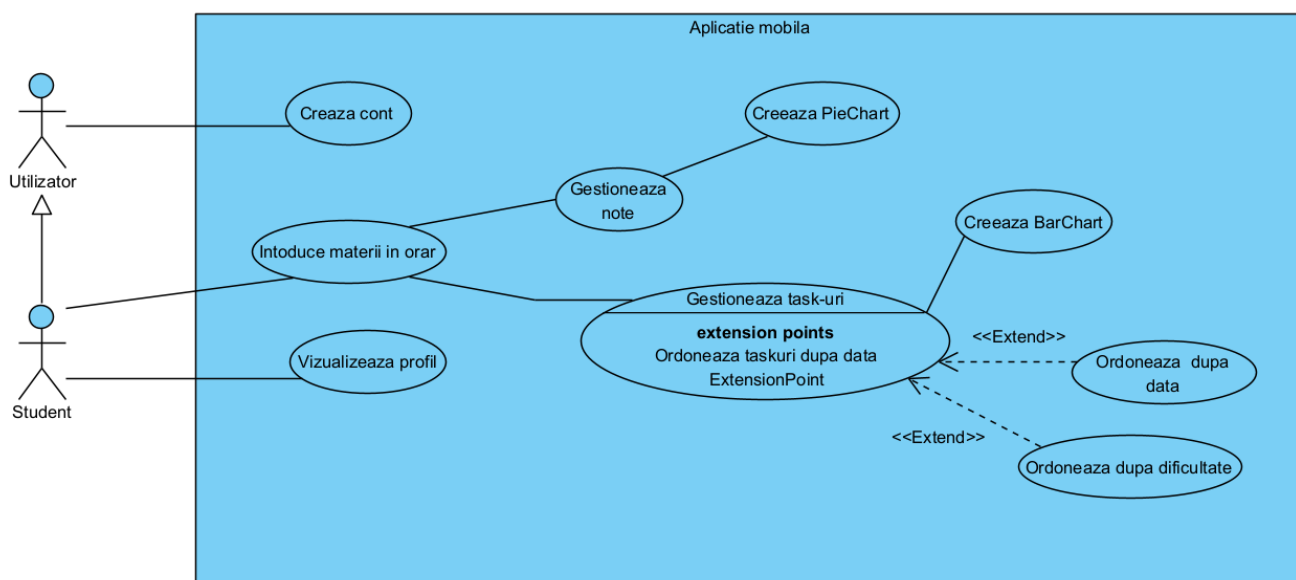 Aplicatie mobila
Creaza cont
Creeaza PieChart
Utilizator
Gestioneaza
note
Creeaza BarChart
Intoduce materii in orar
Gestioneaza task-uri
extension points
Ordoneaza taskuri dupa data
ExtensionPoint
<<Extend>>
Vizualizeaza profil
Ordoneaza dupa
data
Student
<<Extend>>
Ordoneaza dupa dificultate